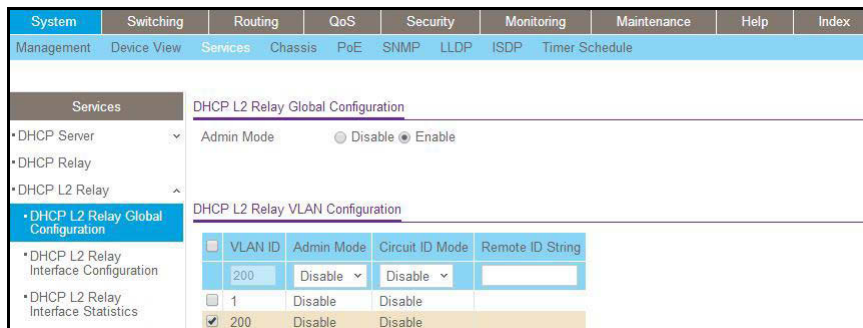 System Switching Routing QoS Security Monitoring Maintenance Help Index
Management Device View Services Chassis PoE SNMP LLDP ISDP Timer Schedule
Services
DHCP Server
DHCP Relay
DHCP L2 Relay
DHCP L2 Relay Global
Configuration
DHCP L2 Relay
Interface Configuration
DHCP L2 Relay
Interface Statistics
DHCP L2 Relay Global Configuration
Admin Mode Disable Enable
DHCP L2 Relay VLAN Configuration
VLAN ID Admin Mode Circuit ID Mode Remote ID String
200 Disable Disable
1 Disable Disable
200 Disable Disable